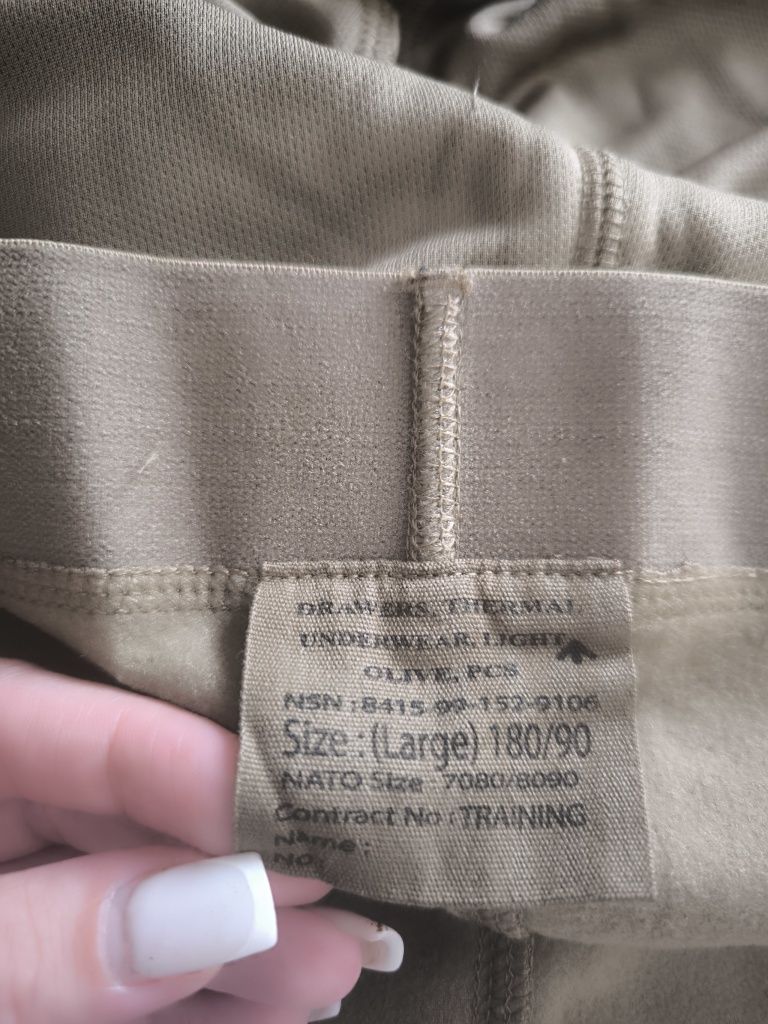 DRAWERS, THERMAL
UNDERWEAR, LIGHT
OLIVE, PCS
NSN : 8415-99-152-9106
Size : (Large) 180/90
NATO Size 7080/8090
Contract No : TRAINING
Name :
No